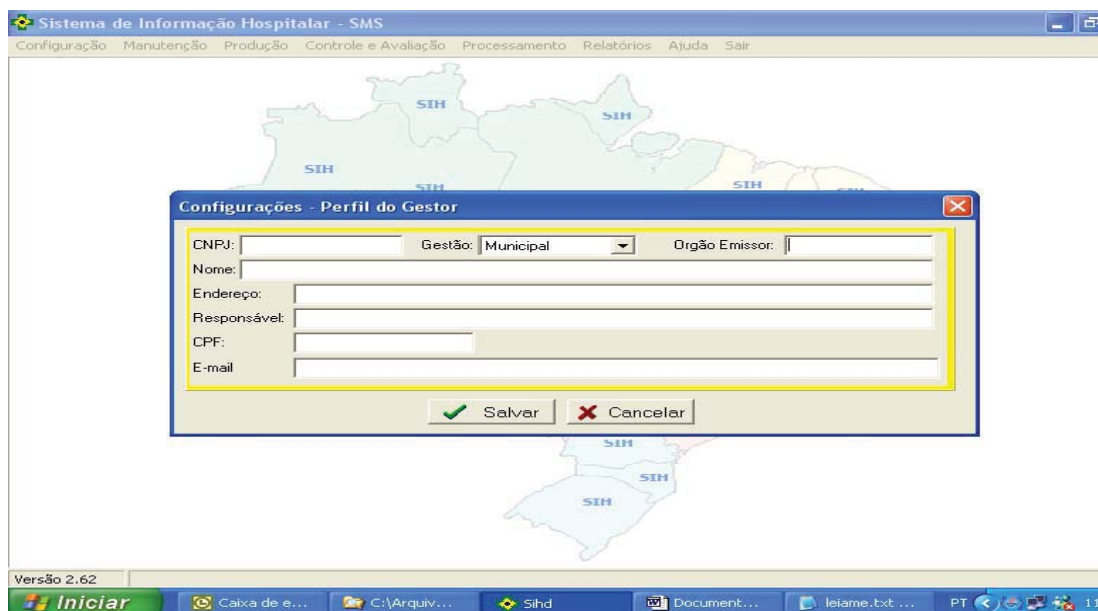 Sistema de Informação Hospitalar - SMS
Configuração Manutenção Produção Controle e Avaliação Processamento Relatórios Ajuda Sair
SIH
SIH
SIH
SIH
SIH
Configurações - Perfil do Gestor
CNPJ: Gestão: Municipal Orgão Emissor:
Nome:
Endereço:
Responsável:
CPF:
E-mail
Salvar Cancelar
SIH
SIH
SIH
Versão 2.62
Iniciar Caixa de e... C:\Arquiv... Sihd Document... leiame.txt ... PT 11